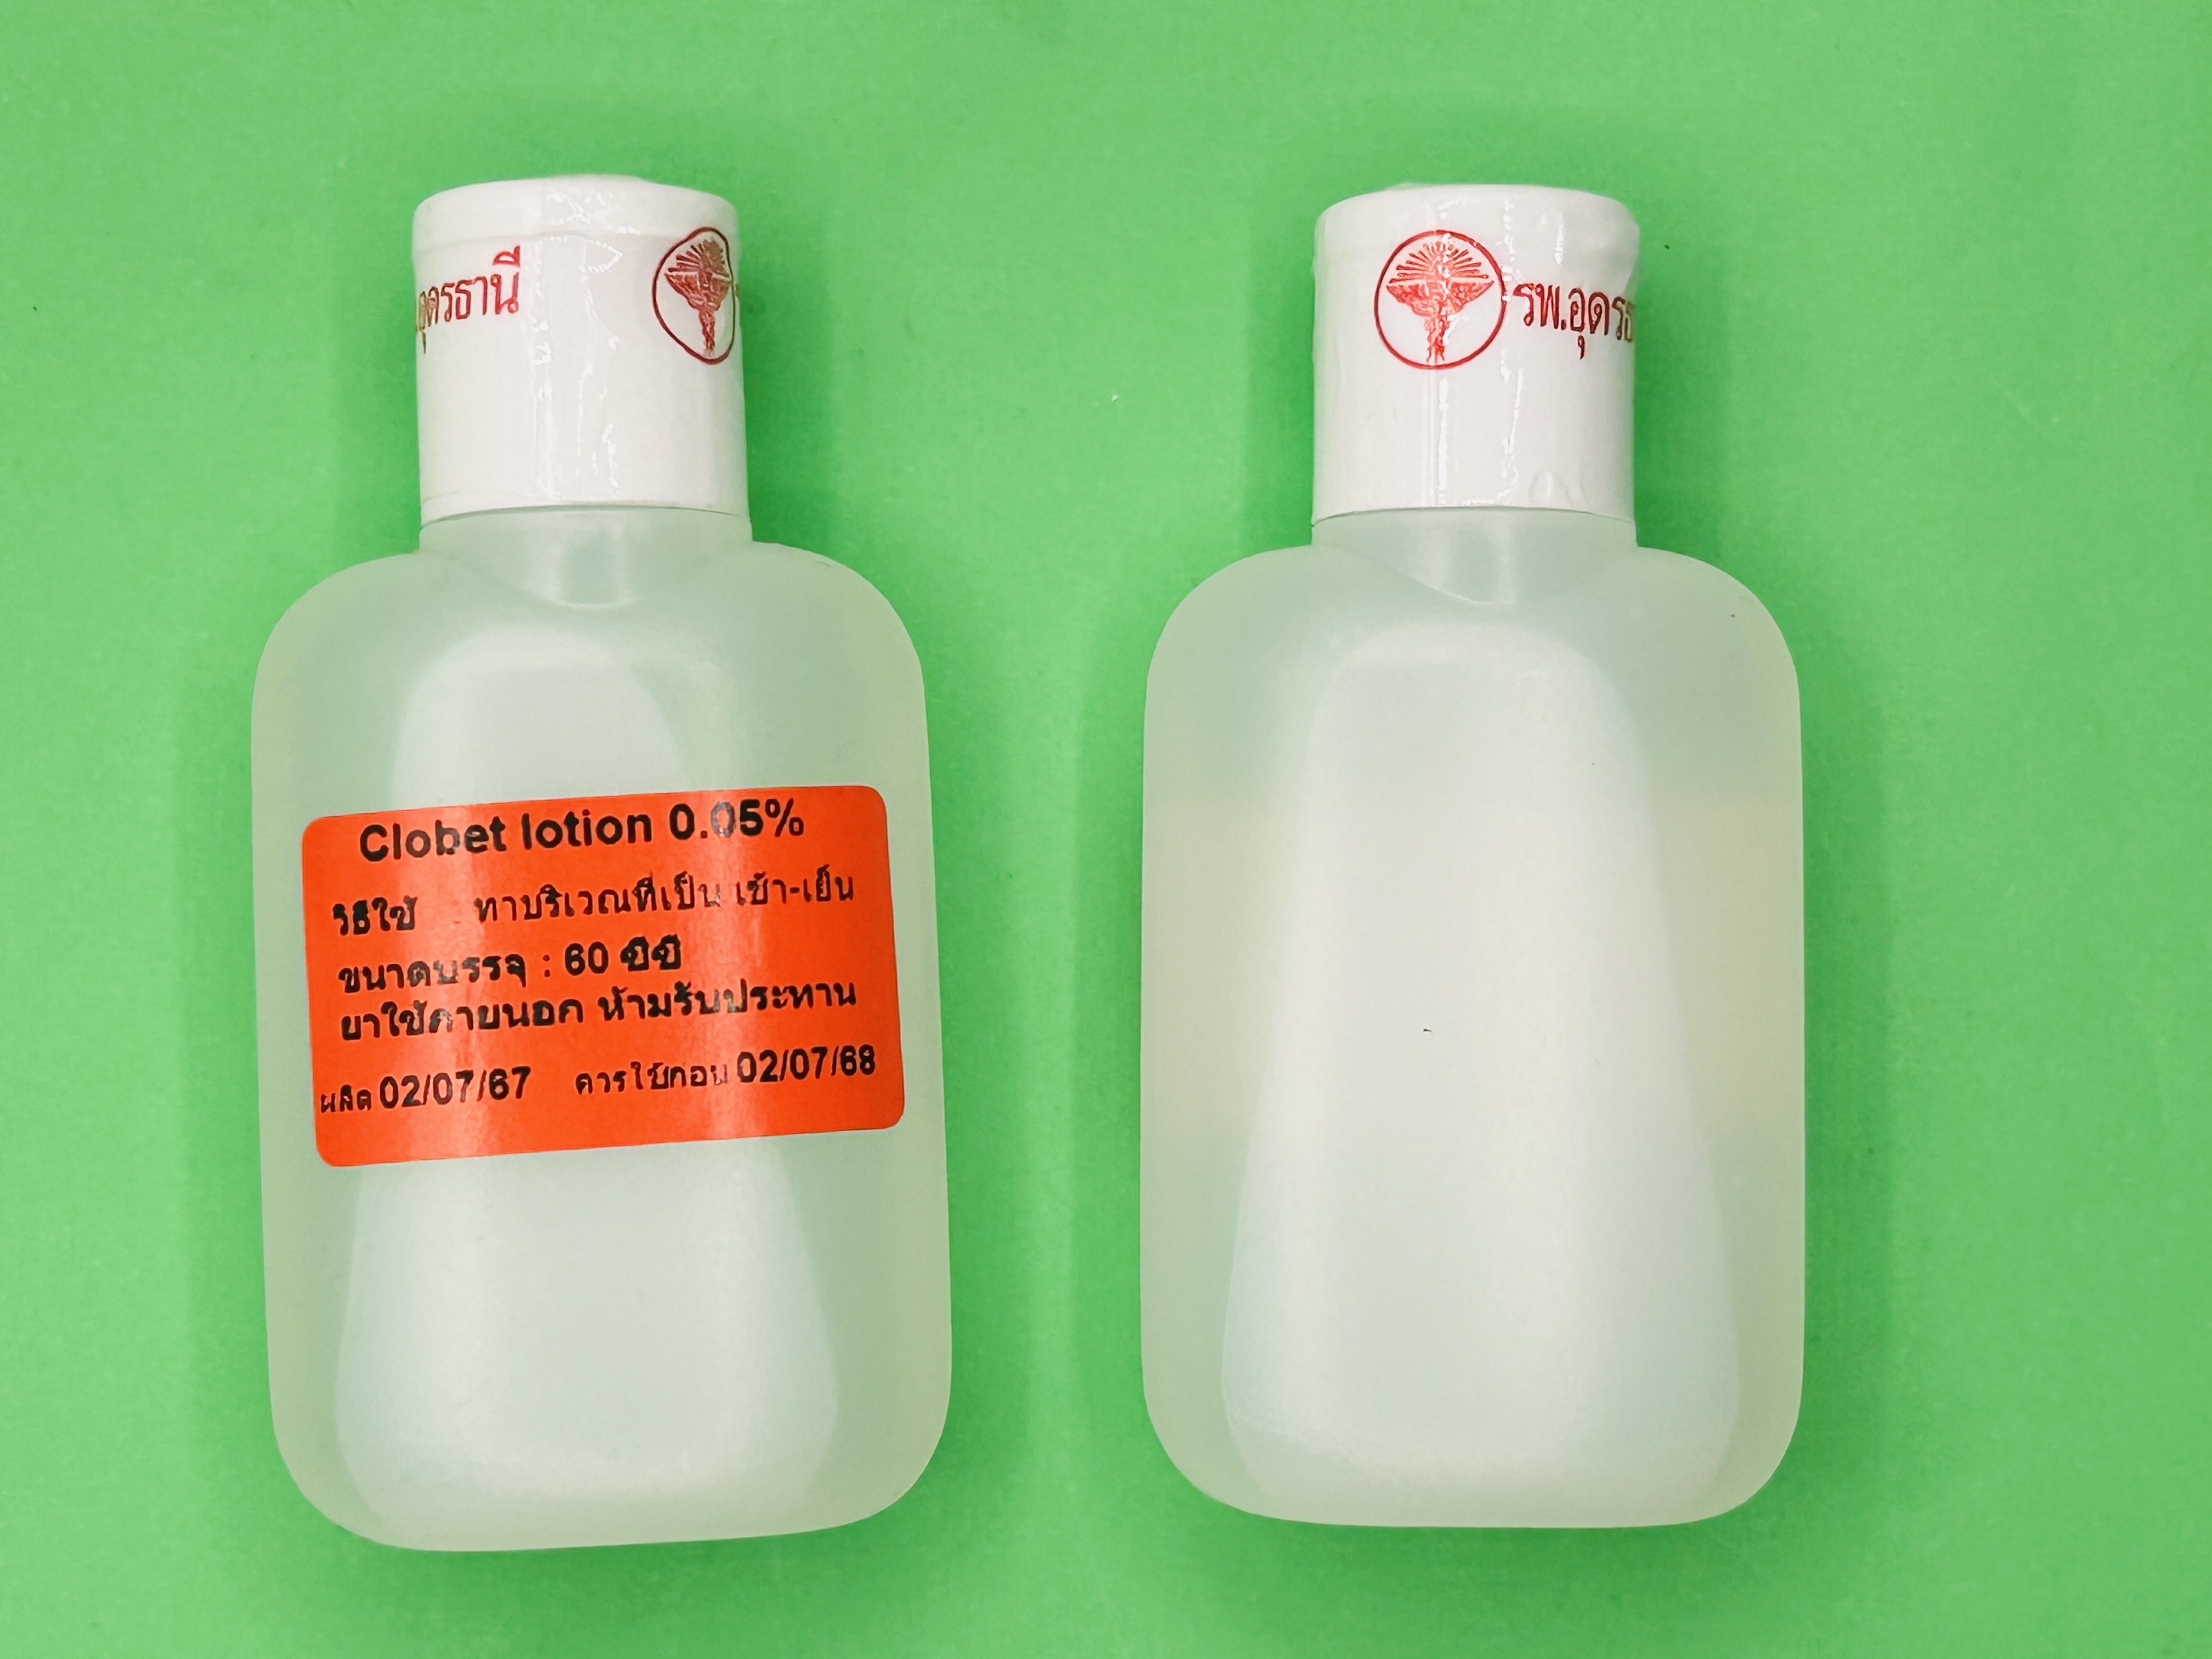 อุดรธานี
รพ.อุดรธ
Clobet lotion 0.05%
วิธีใช้ ทาบริเวณที่เป็น เช้า-เย็น
ขนาดบรรจุ : 60 ซีซี
ยาใช้ภายนอก ห้ามรับประทาน
ผลิต 02/07/67 ควรใช้ก่อน 02/07/68